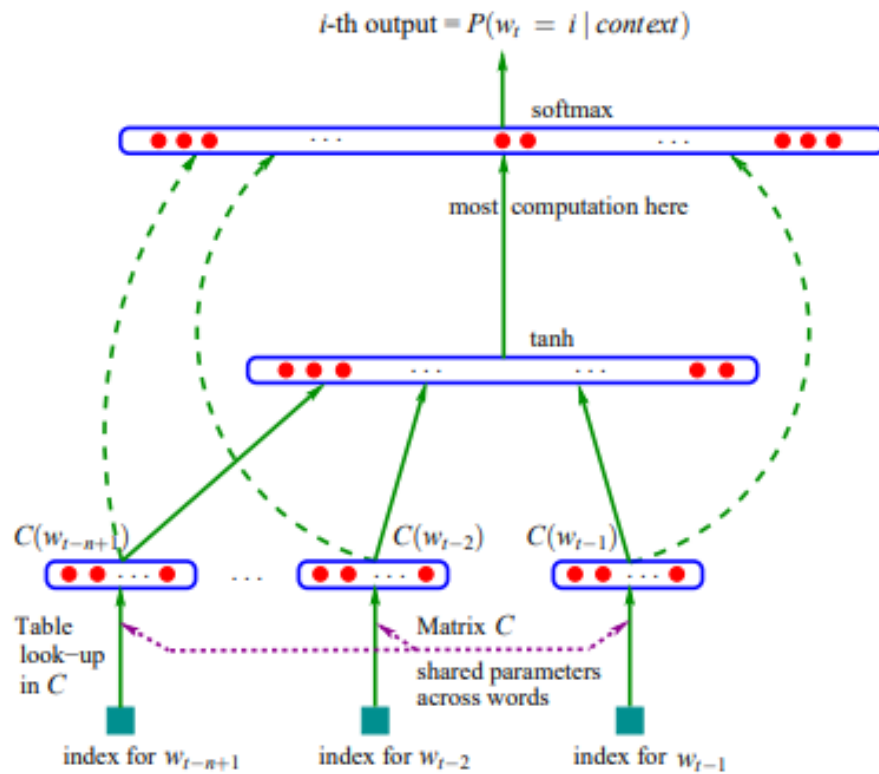 i-th output = P(w_t = i | context)
softmax
. . .
. . .
most computation here
tanh
. . .
. . .
C(w_{t−n+1})
C(w_{t−2})
C(w_{t−1})
. . .
. . .
. . .
. . .
Table
look−up
in C
Matrix C
shared parameters
across words
index for w_{t−n+1}
index for w_{t−2}
index for w_{t−1}